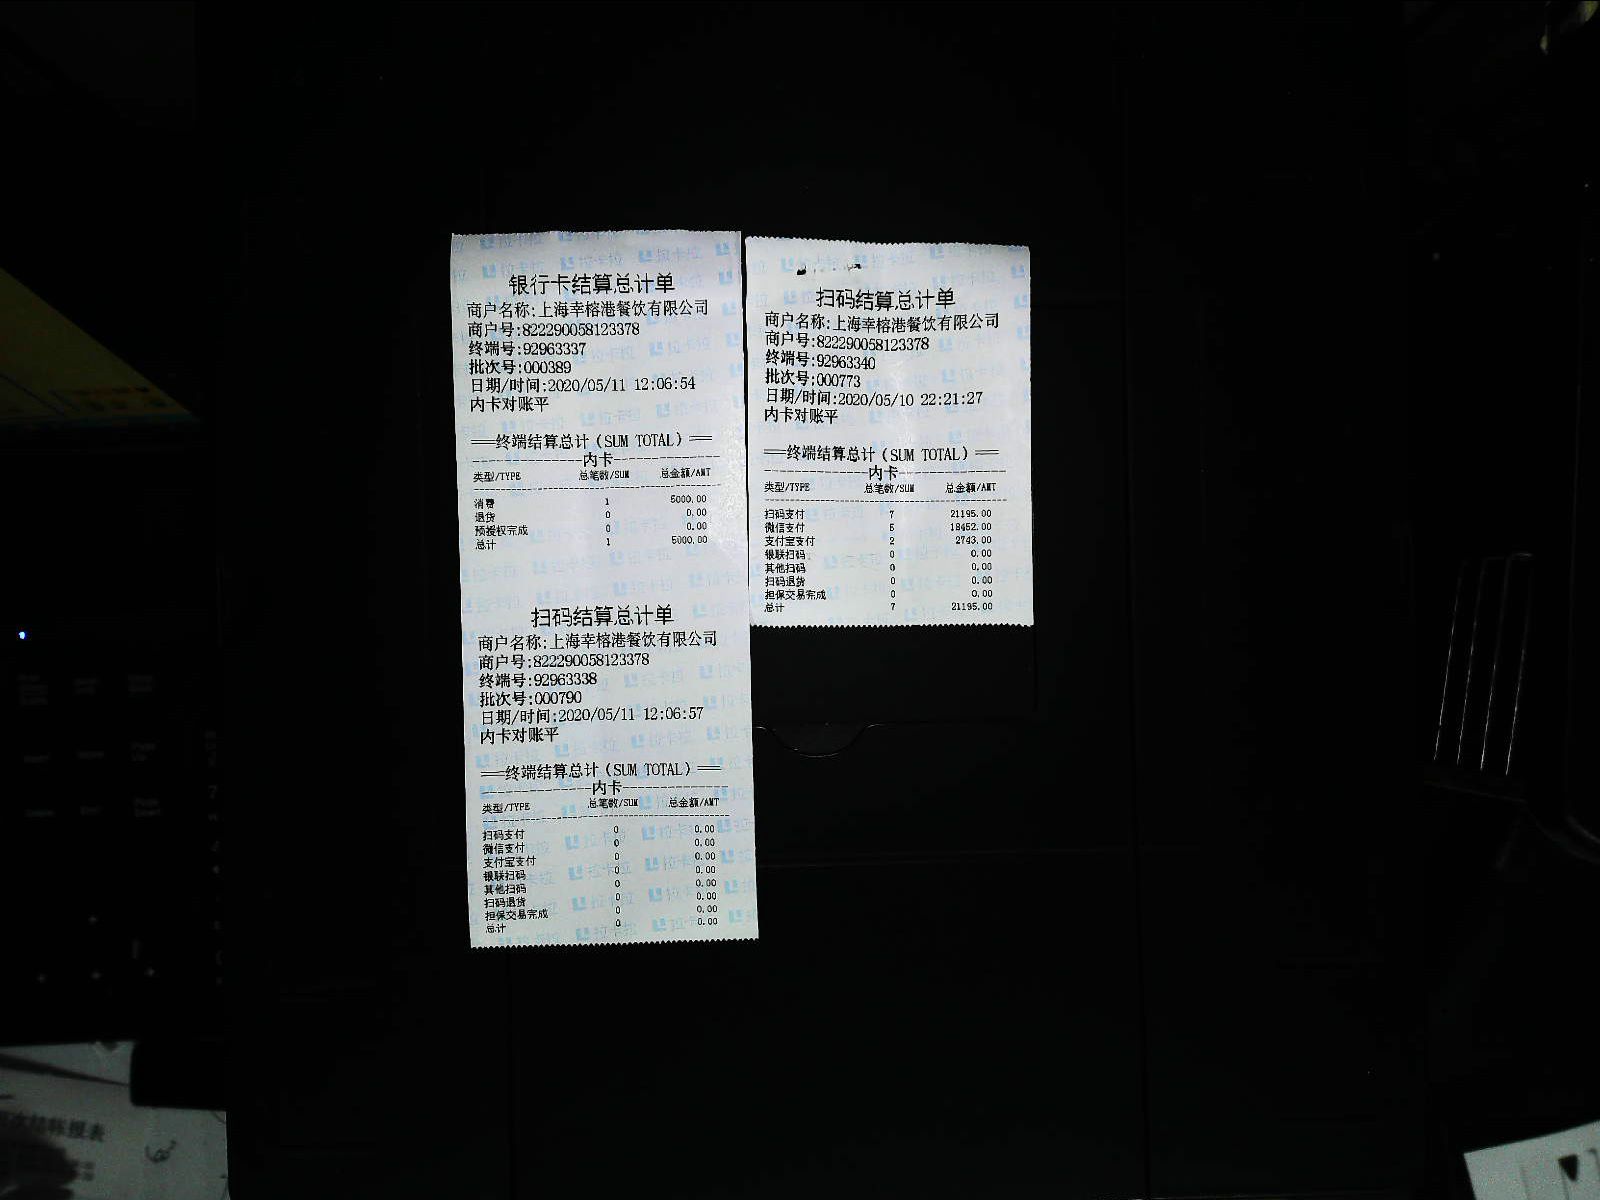 银行卡结算总计单
商户名称:上海幸榕港餐饮有限公司
商户号:822290058123378
终端号:92963337
批次号:000389
日期/时间:2020/05/11 12:06:54
内卡对账平
═终端结算总计(SUM TOTAL)═
内卡
类型/TYPE 总笔数/SUM 总金额/AMT
消费 1 5000.00
退货 0 0.00
预授权完成 0 0.00
总计 1 5000.00
扫码结算总计单
商户名称:上海幸榕港餐饮有限公司
商户号:822290058123378
终端号:92963338
批次号:000790
日期/时间:2020/05/11 12:06:57
内卡对账平
═终端结算总计(SUM TOTAL)═
内卡
类型/TYPE 总笔数/SUM 总金额/AMT
扫码支付 0 0.00
微信支付 0 0.00
支付宝支付 0 0.00
银联扫码 0 0.00
其他扫码 0 0.00
扫码退货 0 0.00
担保交易完成 0 0.00
总计 0 0.00
扫码结算总计单
商户名称:上海幸榕港餐饮有限公司
商户号:822290058123378
终端号:92963340
批次号:000773
日期/时间:2020/05/10 22:21:27
内卡对账平
═终端结算总计(SUM TOTAL)═
内卡
类型/TYPE 总笔数/SUM 总金额/AMT
扫码支付 7 21195.00
微信支付 5 18452.00
支付宝支付 2 2743.00
银联扫码 0 0.00
其他扫码 0 0.00
扫码退货 0 0.00
担保交易完成 0 0.00
总计 7 21195.00